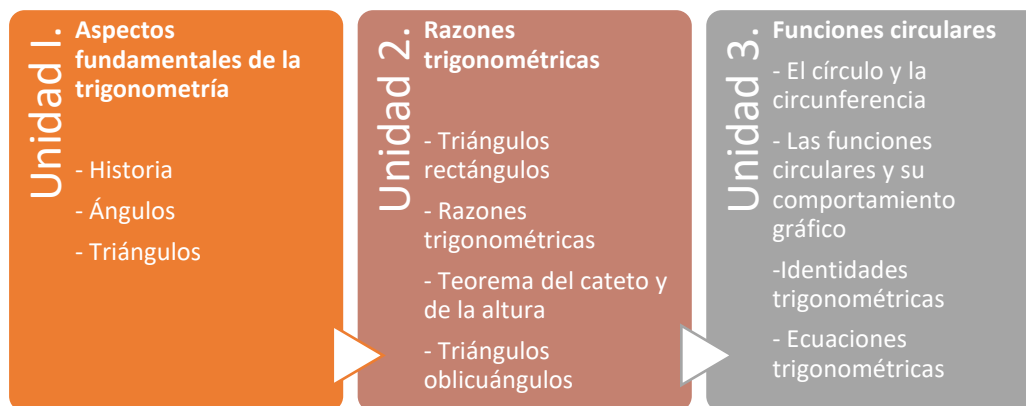 Unidad I.
Aspectos
fundamentales de la
trigonometría
- Historia
- Ángulos
- Triángulos
Unidad 2.
Razones
trigonométricas
- Triángulos
rectángulos
- Razones
trigonométricas
- Teorema del cateto y
de la altura
- Triángulos
oblicuángulos
Unidad 3.
Funciones circulares
- El círculo y la
circunferencia
- Las funciones
circulares y su
comportamiento
gráfico
-Identidades
trigonométricas
- Ecuaciones
trigonométricas